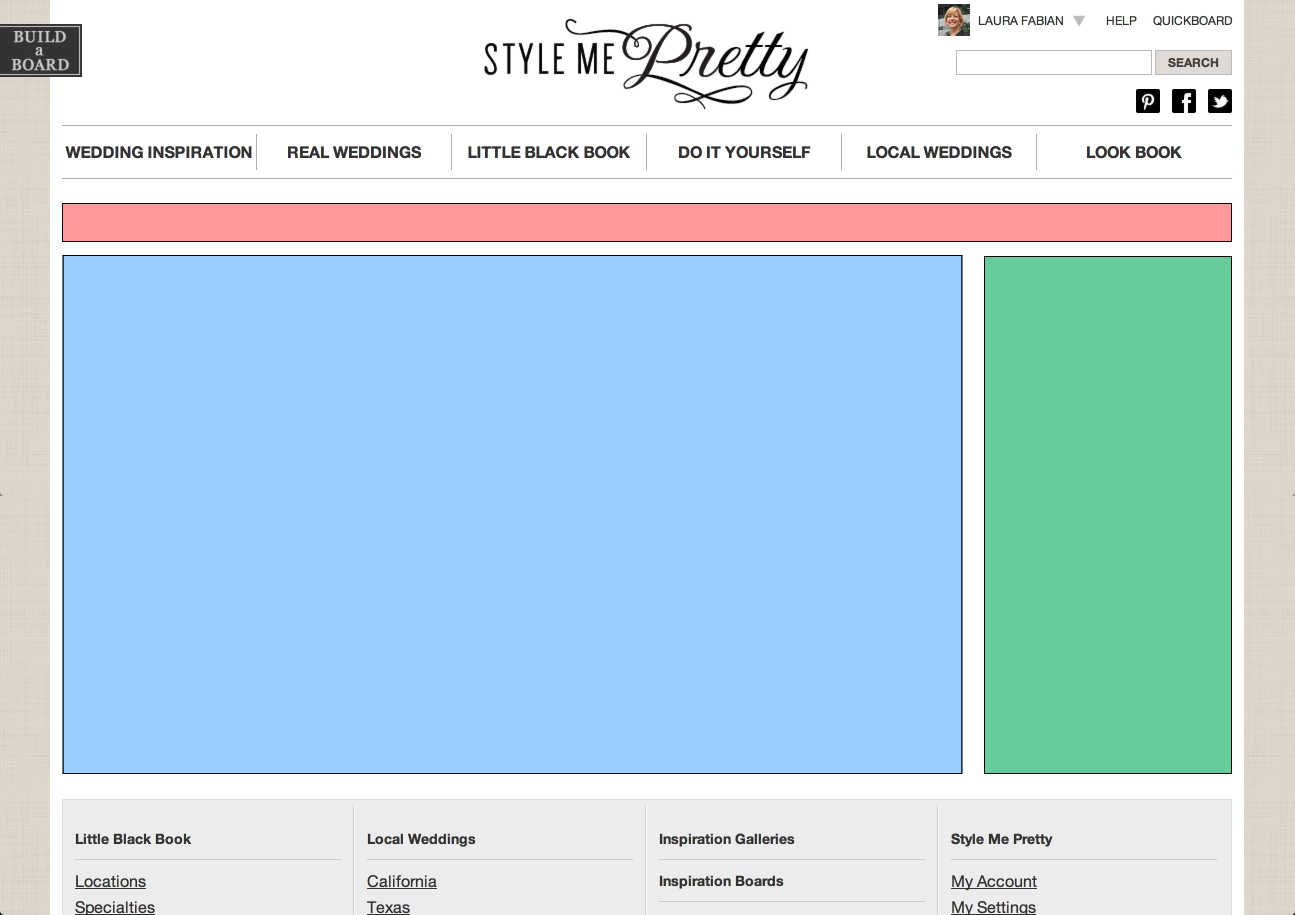 BUILD
a
BOARD
STYLE ME Pretty
LAURA FABIAN HELP QUICKBOARD
SEARCH
WEDDING INSPIRATION REAL WEDDINGS LITTLE BLACK BOOK DO IT YOURSELF LOCAL WEDDINGS LOOK BOOK
Little Black Book Local Weddings Inspiration Galleries Style Me Pretty
Locations California Inspiration Boards My Account
Specialties Texas My Settings